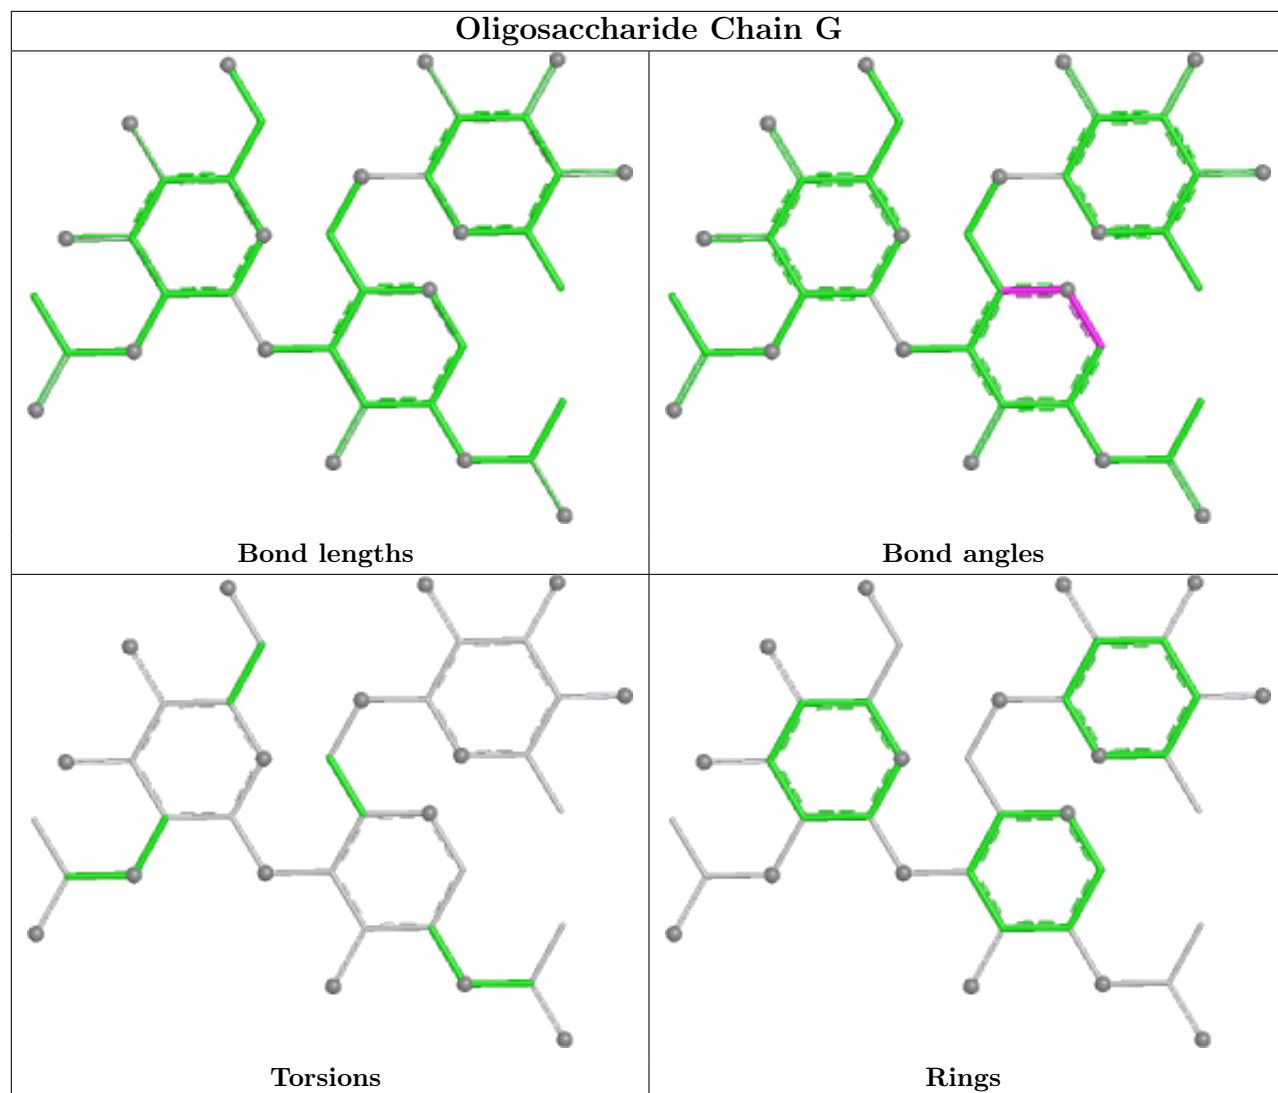 Oligosaccharide Chain G
Bond lengths
Bond angles
Torsions
Rings